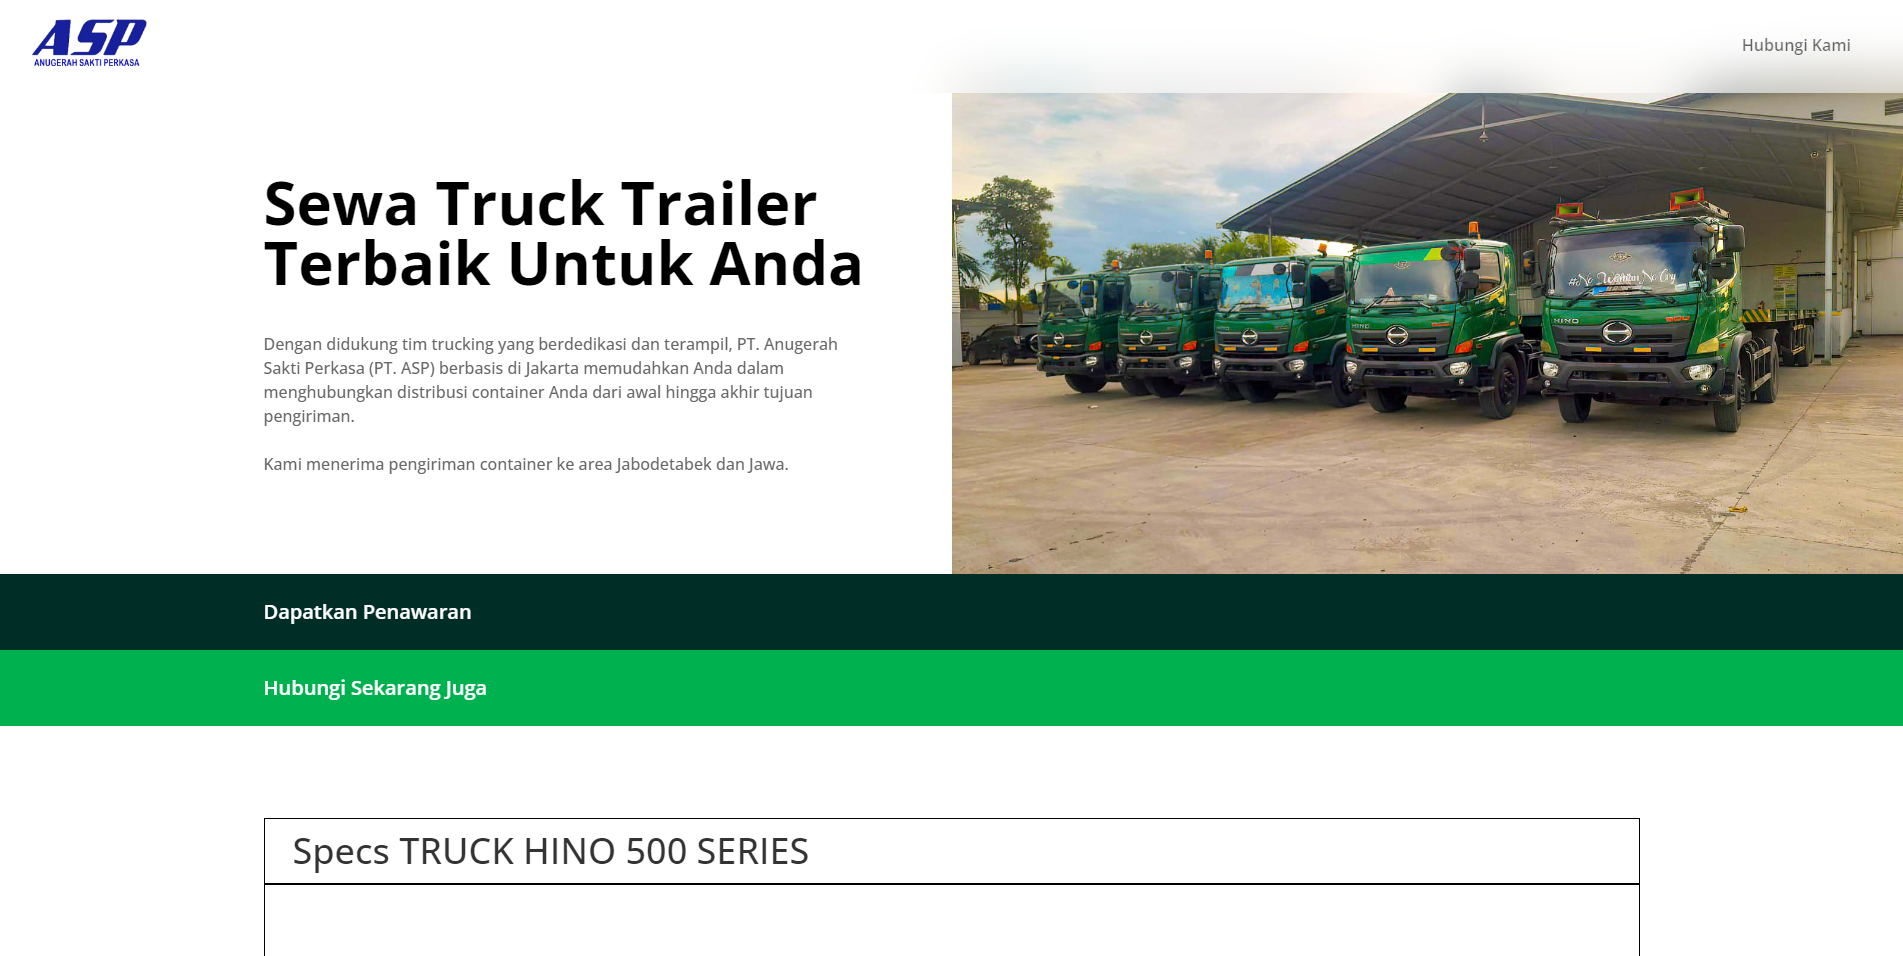 ASP
ANUGERAH SAKTI PERKASA
Hubungi Kami
Sewa Truck Trailer
Terbaik Untuk Anda
Dengan didukung tim trucking yang berdedikasi dan terampil, PT. Anugerah
Sakti Perkasa (PT. ASP) berbasis di Jakarta memudahkan Anda dalam
menghubungkan distribusi container Anda dari awal hingga akhir tujuan
pengiriman.
Kami menerima pengiriman container ke area Jabodetabek dan Jawa.
HINO
HINO
Dapatkan Penawaran
Hubungi Sekarang Juga
Specs TRUCK HINO 500 SERIES